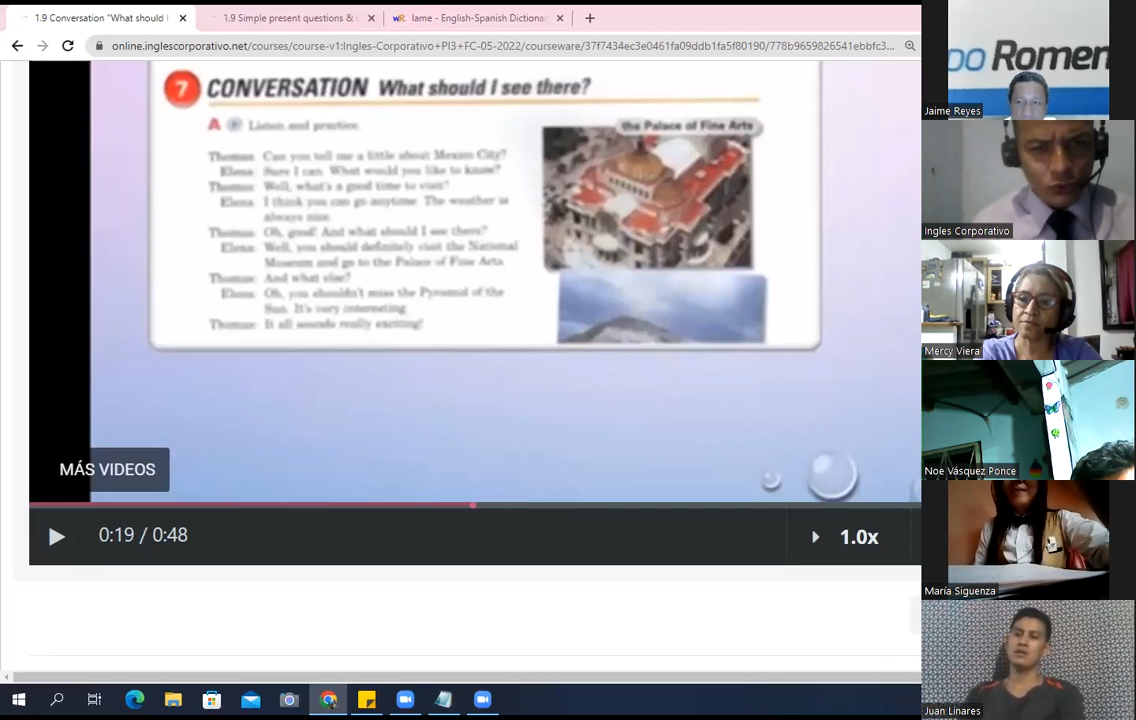 1.9 Conversation "What should I
1.9 Simple present questions &
lame - English-Spanish Dictionar
online.inglescorporativo.net/courses/course-v1:Ingles-Corporativo+PI3+FC-05-2022/courseware/37f7434ec3e0461fa09ddb1fa5f80190/778b9659826541ebbfc3...
7 CONVERSATION What should I see there?
A Listen and practice.
the Palace of Fine Arts
Thomas: Can you tell me a little about Mexico City?
Elena: Sure I can. What would you like to know?
Thomas: Well, what's a good time to visit?
Elena: I think you can go anytime. The weather is
always nice.
Thomas: Oh, good! And what should I see there?
Elena: Well, you should definitely visit the National
Museum and go to the Palace of Fine Arts.
Thomas: And what else?
Elena: Oh, you shouldn't miss the Pyramid of the
Sun. It's very interesting.
Thomas: It all sounds really exciting!
MÁS VIDEOS
0:19 / 0:48
1.0x
po Romen
Jaime Reyes
Ingles Corporativo
Mercy Viera
Noe Vásquez Ponce
María Siguenza
Juan Linares